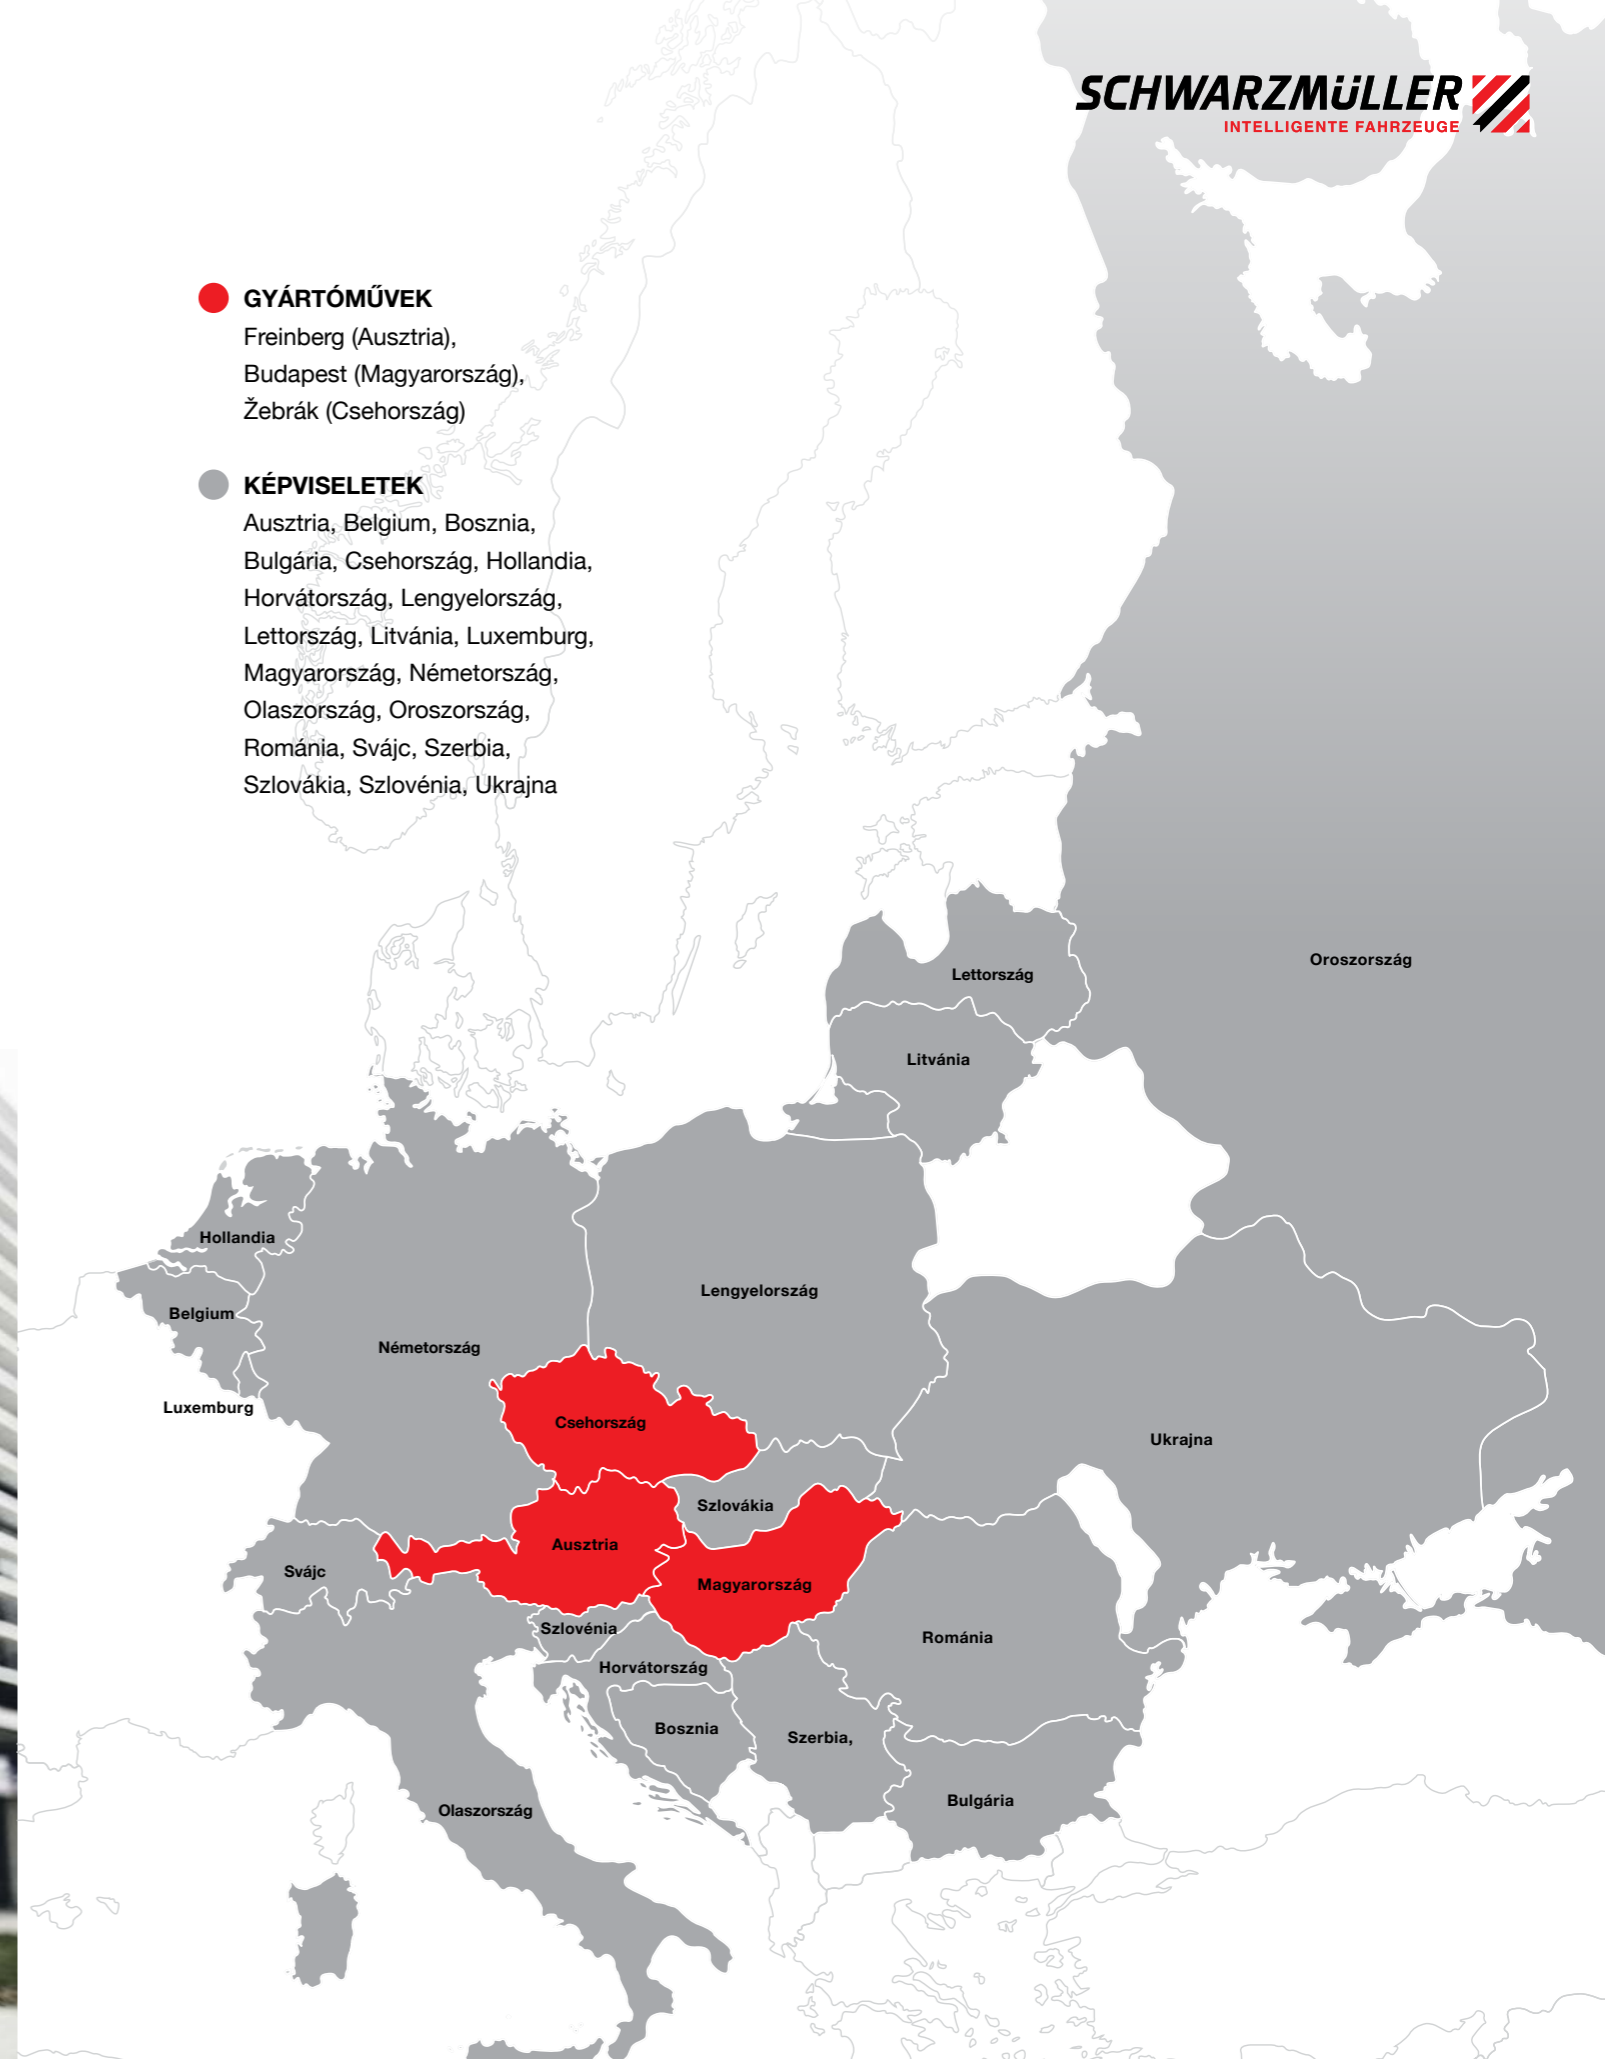 SCHWARZMÜLLER
INTELLIGENTE FAHRZEUGE
GYÁRTÓMŰVEK
Freinberg (Ausztria),
Budapest (Magyarország),
Žebrák (Csehország)
KÉPVISELETEK
Ausztria, Belgium, Bosznia,
Bulgária, Csehország, Hollandia,
Horvátország, Lengyelország,
Lettország, Litvánia, Luxemburg,
Magyarország, Németország,
Olaszország, Oroszország,
Románia, Svájc, Szerbia,
Szlovákia, Szlovénia, Ukrajna
Oroszország
Lettország
Litvánia
Hollandia
Lengyelország
Belgium
Németország
Luxemburg
Csehország
Ukrajna
Szlovákia
Ausztria
Svájc
Magyarország
Szlovénia
Románia
Horvátország
Bosznia
Szerbia,
Bulgária
Olaszország